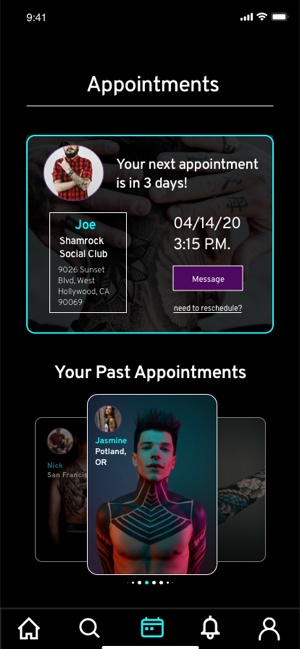 9:41
Appointments
Your next appointment
is in 3 days!
Joe
Shamrock
Social Club
9026 Sunset
Blvd, West
Hollywood, CA
90069
04/14/20
3:15 P.M.
Message
need to reschedule?
Your Past Appointments
Jasmine
Potland,
OR
Nick
San Francis